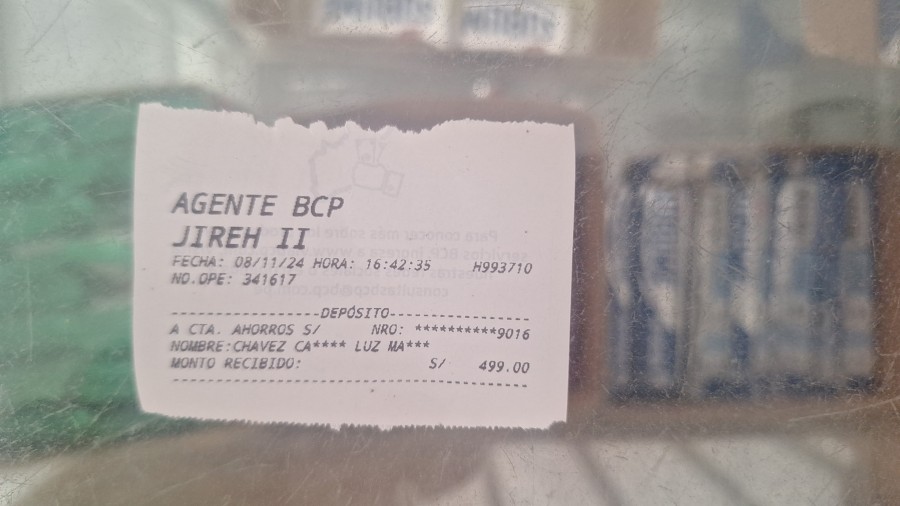 AGENTE BCP
JIREH II
FECHA: 08/11/24 HORA: 16:42:35 H993710
NO.OPE: 341617
--------------------DEPÓSITO--------------------
A CTA. AHORROS S/ NRO: **********9016
NOMBRE:CHAVEZ CA**** LUZ MA***
MONTO RECIBIDO: S/ 499.00
------------------------------------------------